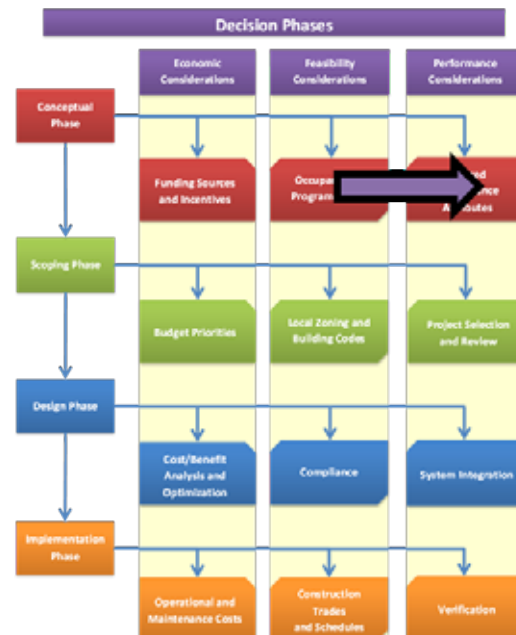 Decision Phases
Economic
Considerations
Feasibility
Considerations
Performance
Considerations
Conceptual
Phase
Funding Sources
and Incentives
Scoping Phase
Budget Priorities
Local Zoning and
Building Codes
Project Selection
and Review
Design Phase
Cost/Benefit
Analysis and
Optimization
Compliance
System Integration
Implementation
Phase
Operational and
Maintenance Costs
Construction
Trades
and Schedules
Verification